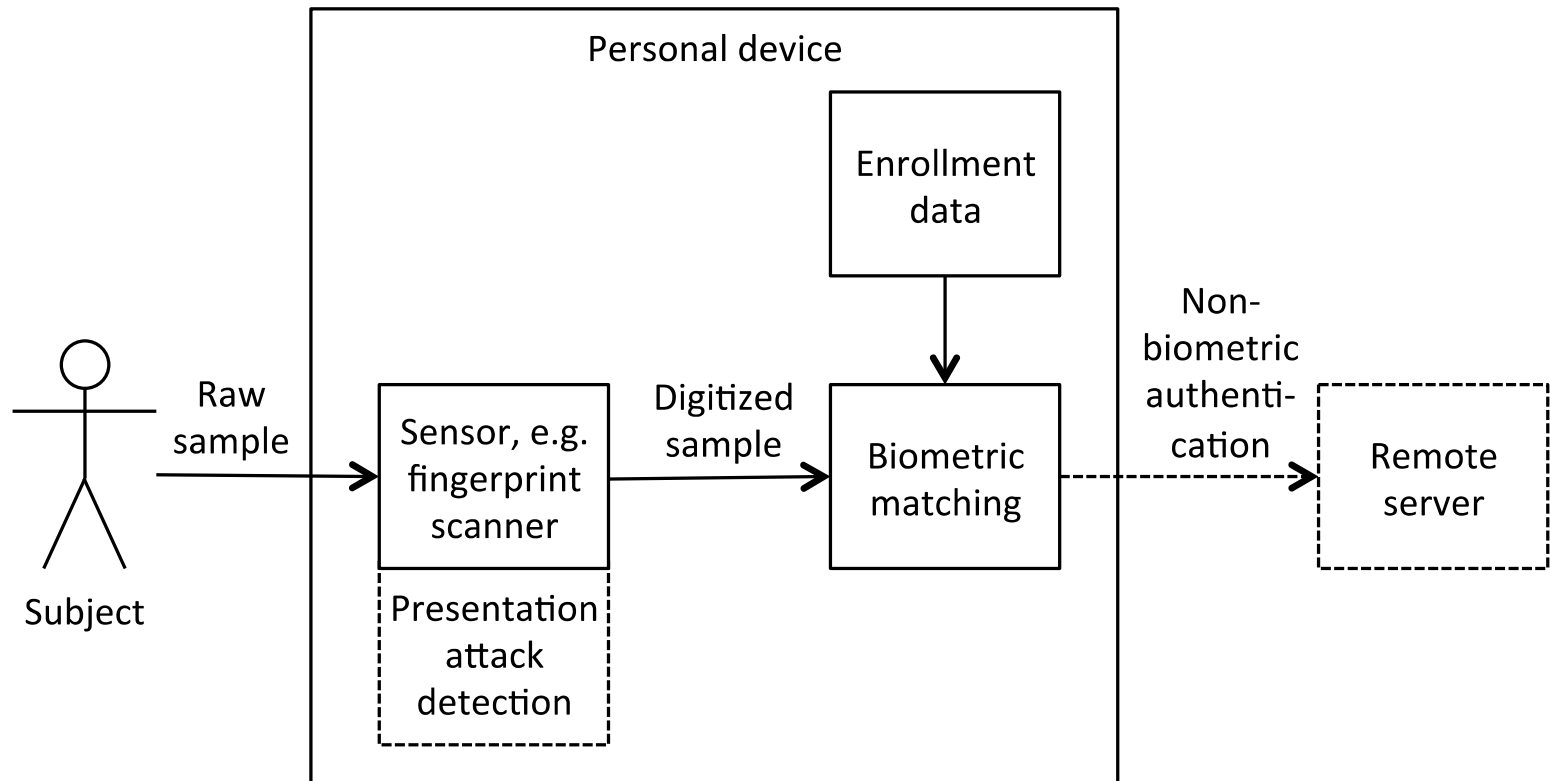 Personal device
Enrollment
data
Non-
biometric
authenti-
cation
Raw
sample
Digitized
sample
Sensor, e.g.
fingerprint
scanner
Biometric
matching
Remote
server
Presentation
attack
detection
Subject